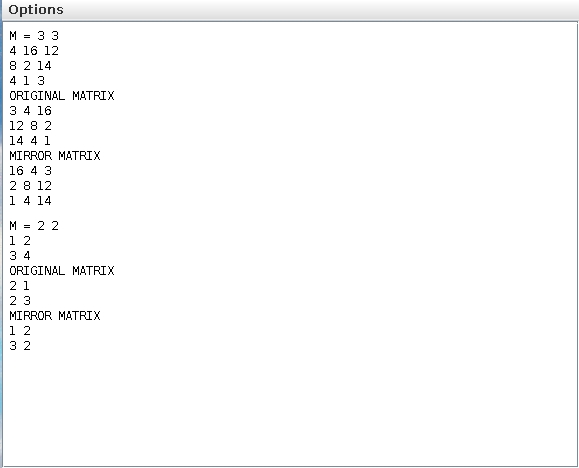 Options
M = 3 3
4 16 12
8 2 14
4 1 3
ORIGINAL MATRIX
3 4 16
12 8 2
14 4 1
MIRROR MATRIX
16 4 3
2 8 12
1 4 14
M = 2 2
1 2
3 4
ORIGINAL MATRIX
2 1
2 3
MIRROR MATRIX
1 2
3 2